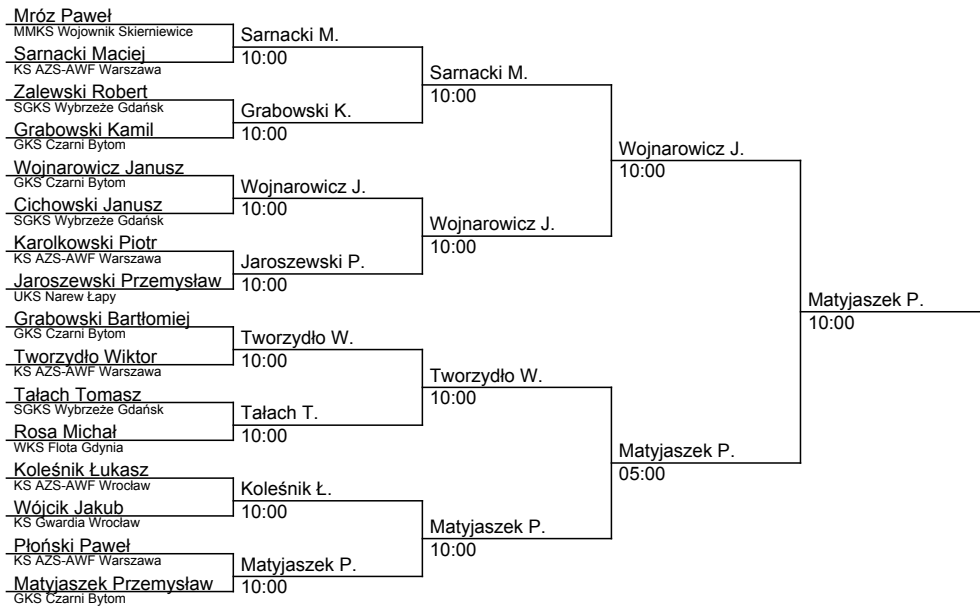 Mróz Paweł
MMKS Wojownik Skierniewice
Sarnacki Maciej
KS AZS-AWF Warszawa
Zalewski Robert
SGKS Wybrzeże Gdańsk
Grabowski Kamil
GKS Czarni Bytom
Wojnarowicz Janusz
GKS Czarni Bytom
Cichowski Janusz
SGKS Wybrzeże Gdańsk
Karolkowski Piotr
KS AZS-AWF Warszawa
Jaroszewski Przemysław
UKS Narew Łapy
Grabowski Bartłomiej
GKS Czarni Bytom
Tworzydło Wiktor
KS AZS-AWF Warszawa
Tałach Tomasz
SGKS Wybrzeże Gdańsk
Rosa Michał
WKS Flota Gdynia
Koleśnik Łukasz
KS AZS-AWF Wrocław
Wójcik Jakub
KS Gwardia Wrocław
Płoński Paweł
KS AZS-AWF Warszawa
Matyjaszek Przemysław
GKS Czarni Bytom
Sarnacki M.
10:00
Grabowski K.
10:00
Wojnarowicz J.
10:00
Jaroszewski P.
10:00
Tworzydło W.
10:00
Tałach T.
10:00
Koleśnik Ł.
10:00
Matyjaszek P.
10:00
Sarnacki M.
10:00
Wojnarowicz J.
10:00
Tworzydło W.
10:00
Matyjaszek P.
10:00
Wojnarowicz J.
10:00
Matyjaszek P.
05:00
Matyjaszek P.
10:00